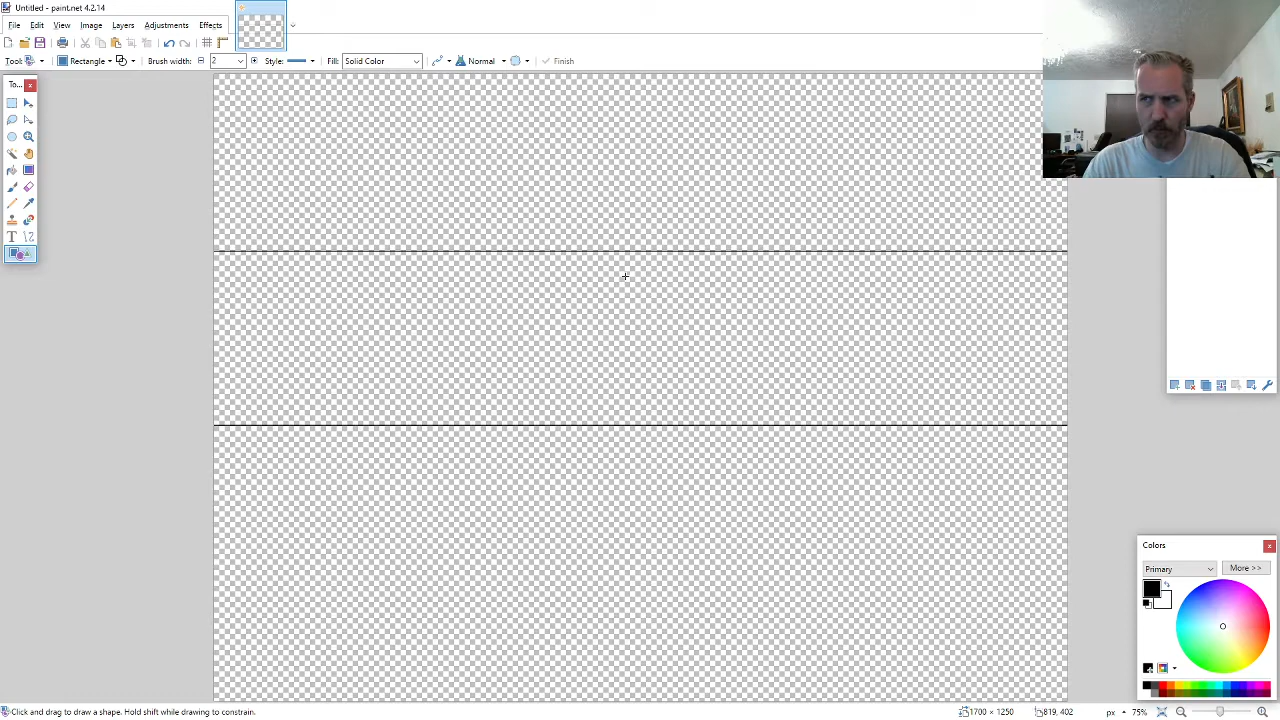 Untitled - paint.net 4.2.14
File Edit View Image Layers Adjustments Effects
Tool: Rectangle Brush width: 2 Style: Fill: Solid Color Normal Finish
To...
T
Colors
Primary More >>
Click and drag to draw a shape. Hold shift while drawing to constrain. 1700 × 1250 819, 402 px 75%